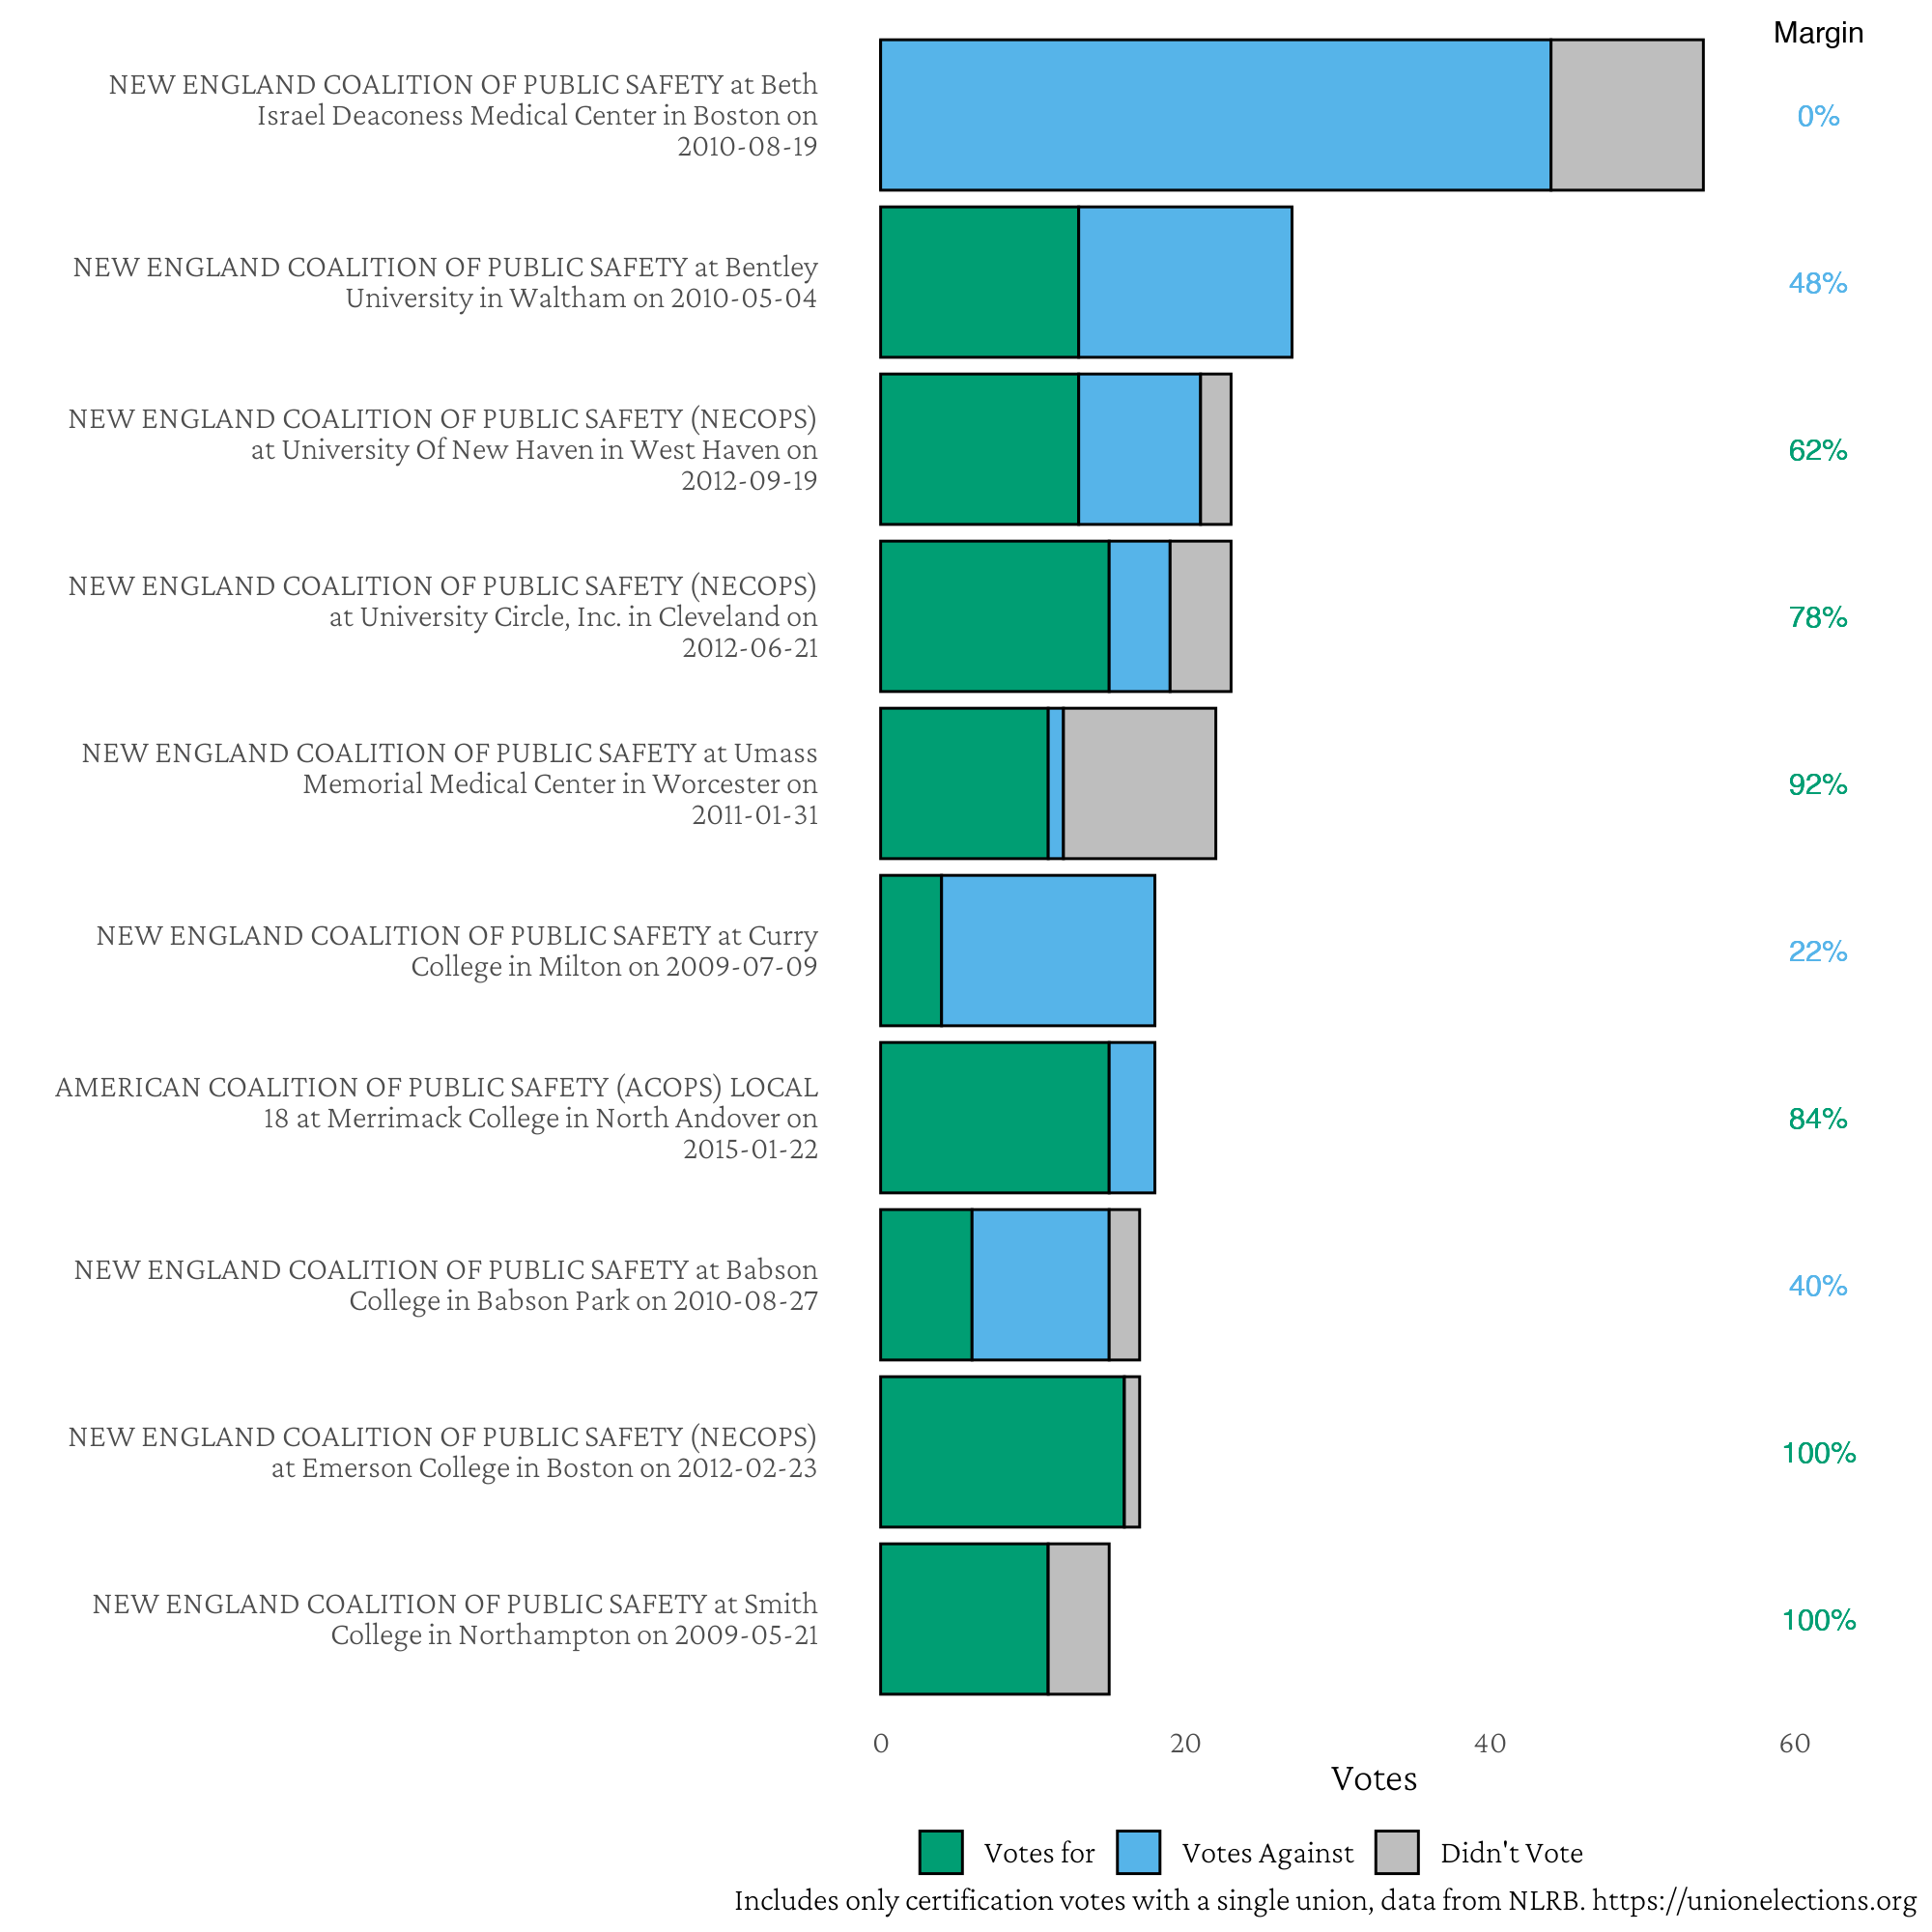 Margin
NEW ENGLAND COALITION OF PUBLIC SAFETY at Beth
Israel Deaconess Medical Center in Boston on
2010-08-19
0%
NEW ENGLAND COALITION OF PUBLIC SAFETY at Bentley
University in Waltham on 2010-05-04
48%
NEW ENGLAND COALITION OF PUBLIC SAFETY (NECOPS)
at University Of New Haven in West Haven on
2012-09-19
62%
NEW ENGLAND COALITION OF PUBLIC SAFETY (NECOPS)
at University Circle, Inc. in Cleveland on
2012-06-21
78%
NEW ENGLAND COALITION OF PUBLIC SAFETY at Umass
Memorial Medical Center in Worcester on
2011-01-31
92%
NEW ENGLAND COALITION OF PUBLIC SAFETY at Curry
College in Milton on 2009-07-09
22%
AMERICAN COALITION OF PUBLIC SAFETY (ACOPS) LOCAL
18 at Merrimack College in North Andover on
2015-01-22
84%
NEW ENGLAND COALITION OF PUBLIC SAFETY at Babson
College in Babson Park on 2010-08-27
40%
NEW ENGLAND COALITION OF PUBLIC SAFETY (NECOPS)
at Emerson College in Boston on 2012-02-23
100%
NEW ENGLAND COALITION OF PUBLIC SAFETY at Smith
College in Northampton on 2009-05-21
100%
0 20 40 60
Votes
Votes for Votes Against Didn't Vote
Includes only certification votes with a single union, data from NLRB. https://unionelections.org